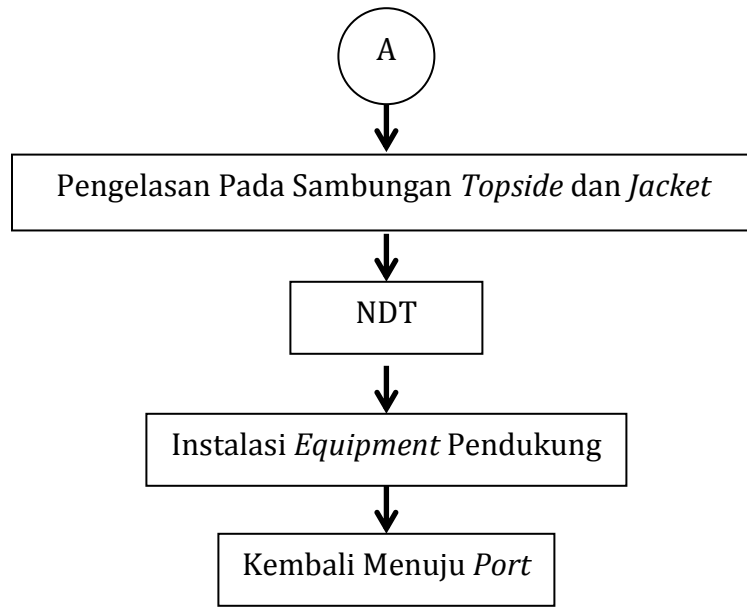 A
Pengelasan Pada Sambungan Topside dan Jacket
NDT
Instalasi Equipment Pendukung
Kembali Menuju Port